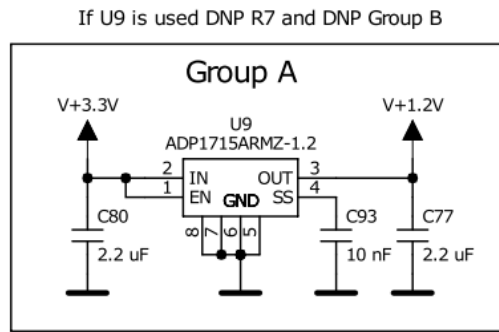 If U9 is used DNP R7 and DNP Group B
Group A
V+3.3V
V+1.2V
U9
ADP1715ARMZ-1.2
2 IN OUT 3
1 EN GND SS 4
8 7 6 5
C80
2.2 uF
C93
10 nF
C77
2.2 uF